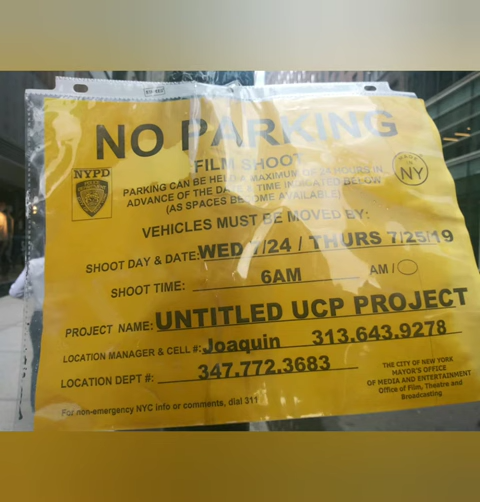 NO PARKING
FILM SHOOT
NYPD
PARKING CAN BE HELD A MAXIMUM OF 24 HOURS IN
ADVANCE OF THE DATE & TIME INDICATED BELOW
(AS SPACES BECOME AVAILABLE)
MADE IN
NY
VEHICLES MUST BE MOVED BY:
SHOOT DAY & DATE: WED 7/24 / THURS 7/25/19
SHOOT TIME: 6AM AM /
PROJECT NAME: UNTITLED UCP PROJECT
LOCATION MANAGER & CELL #: Joaquin 313.643.9278
LOCATION DEPT #: 347.772.3683
For non-emergency NYC info or comments, dial 311
THE CITY OF NEW YORK
MAYOR'S OFFICE
OF MEDIA AND ENTERTAINMENT
Office of Film, Theatre and
Broadcasting